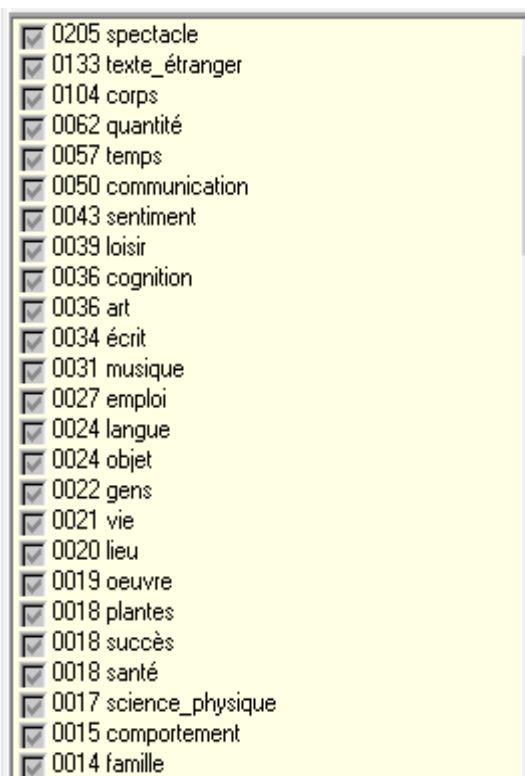 0205 spectacle
0133 texte_étranger
0104 corps
0062 quantité
0057 temps
0050 communication
0043 sentiment
0039 loisir
0036 cognition
0036 art
0034 écrit
0031 musique
0027 emploi
0024 langue
0024 objet
0022 gens
0021 vie
0020 lieu
0019 oeuvre
0018 plantes
0018 succès
0018 santé
0017 science_physique
0015 comportement
0014 famille